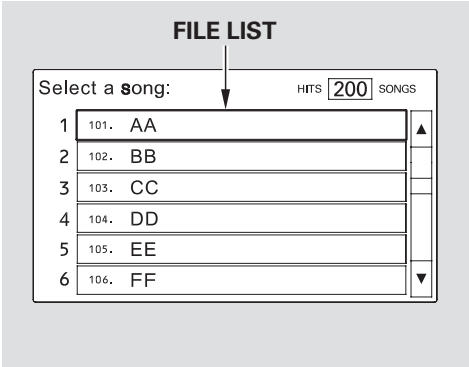 FILE LIST
Select a song: HITS 200 SONGS
1 101. AA
2 102. BB
3 103. CC
4 104. DD
5 105. EE
6 106. FF